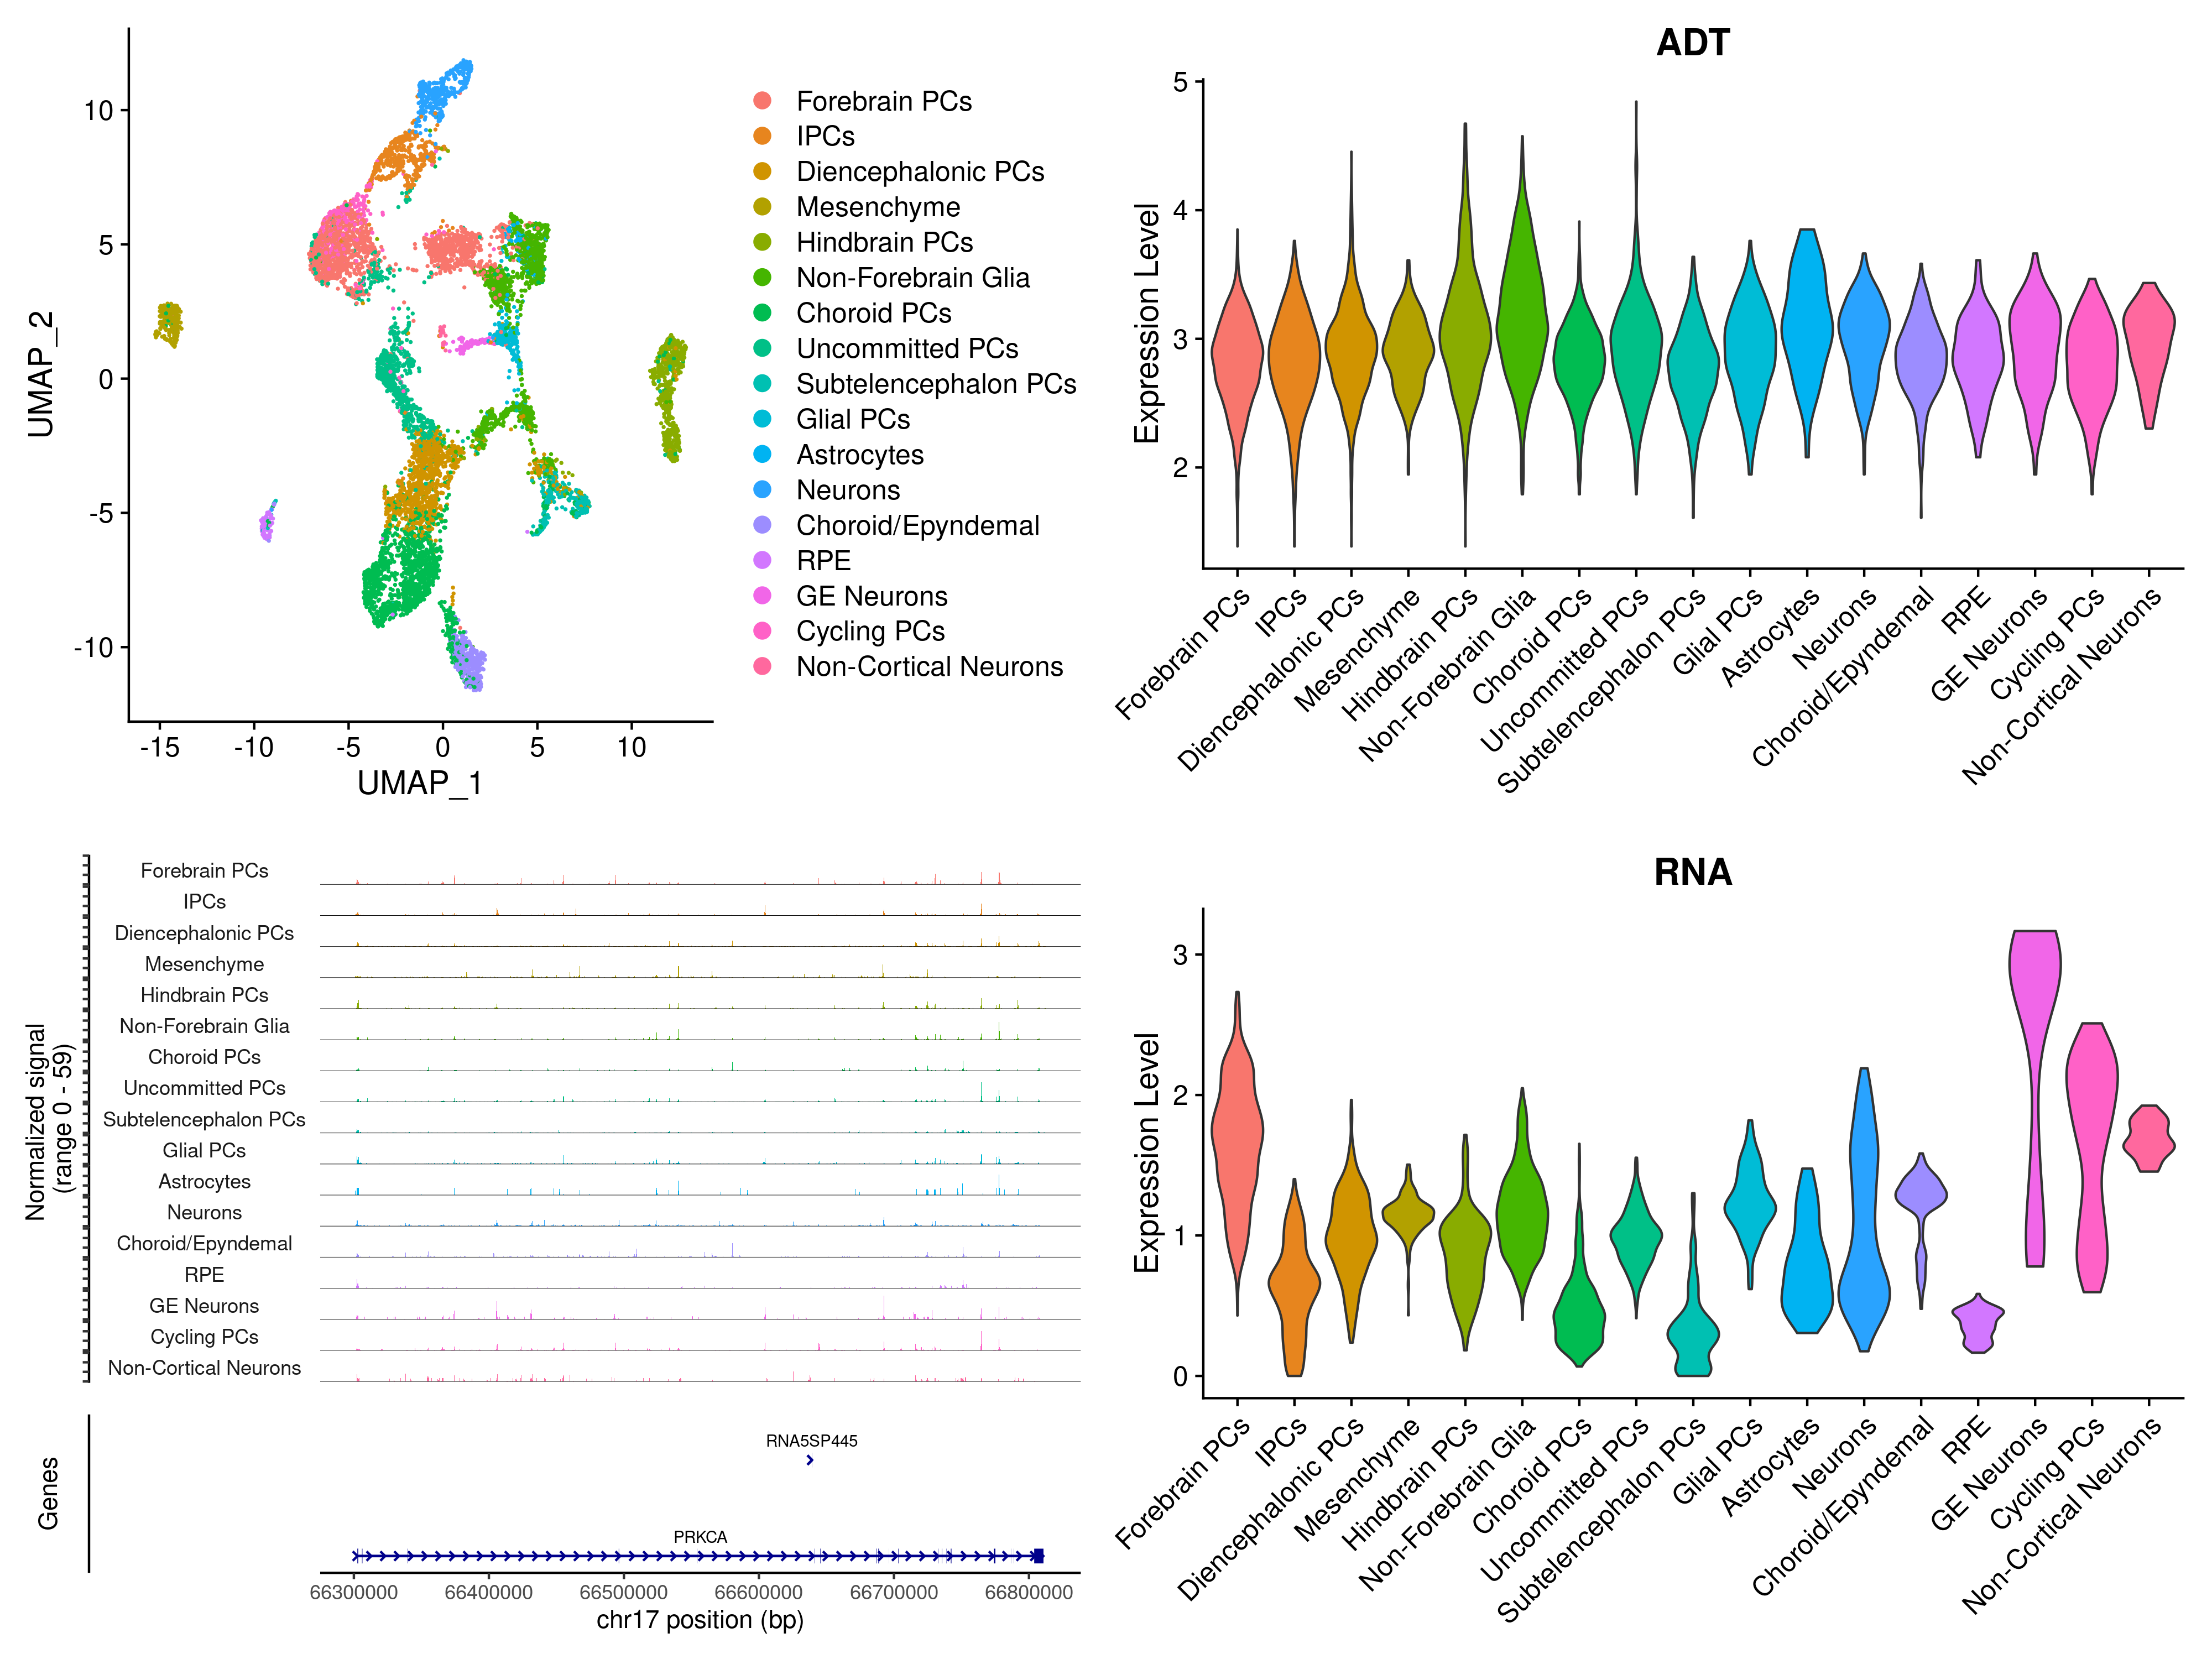 10
5
0
-5
-10
UMAP_2
-15
-10
-5
0
5
10
UMAP_1
Forebrain PCs
IPCs
Diencephalonic PCs
Mesenchyme
Hindbrain PCs
Non-Forebrain Glia
Choroid PCs
Uncommitted PCs
Subtelencephalon PCs
Glial PCs
Astrocytes
Neurons
Choroid/Epyndemal
RPE
GE Neurons
Cycling PCs
Non-Cortical Neurons
ADT
5
4
3
2
Expression Level
Forebrain PCs
IPCs
Diencephalonic PCs
Mesenchyme
Hindbrain PCs
Non-Forebrain Glia
Choroid PCs
Uncommitted PCs
Subtelencephalon PCs
Glial PCs
Astrocytes
Neurons
Choroid/Epyndemal
RPE
GE Neurons
Cycling PCs
Non-Cortical Neurons
Normalized signal
(range 0 - 59)
Forebrain PCs
IPCs
Diencephalonic PCs
Mesenchyme
Hindbrain PCs
Non-Forebrain Glia
Choroid PCs
Uncommitted PCs
Subtelencephalon PCs
Glial PCs
Astrocytes
Neurons
Choroid/Epyndemal
RPE
GE Neurons
Cycling PCs
Non-Cortical Neurons
Genes
RNA5SP445
PRKCA
66300000
66400000
66500000
66600000
66700000
66800000
chr17 position (bp)
RNA
3
2
1
0
Expression Level
Forebrain PCs
IPCs
Diencephalonic PCs
Mesenchyme
Hindbrain PCs
Non-Forebrain Glia
Choroid PCs
Uncommitted PCs
Subtelencephalon PCs
Glial PCs
Astrocytes
Neurons
Choroid/Epyndemal
RPE
GE Neurons
Cycling PCs
Non-Cortical Neurons